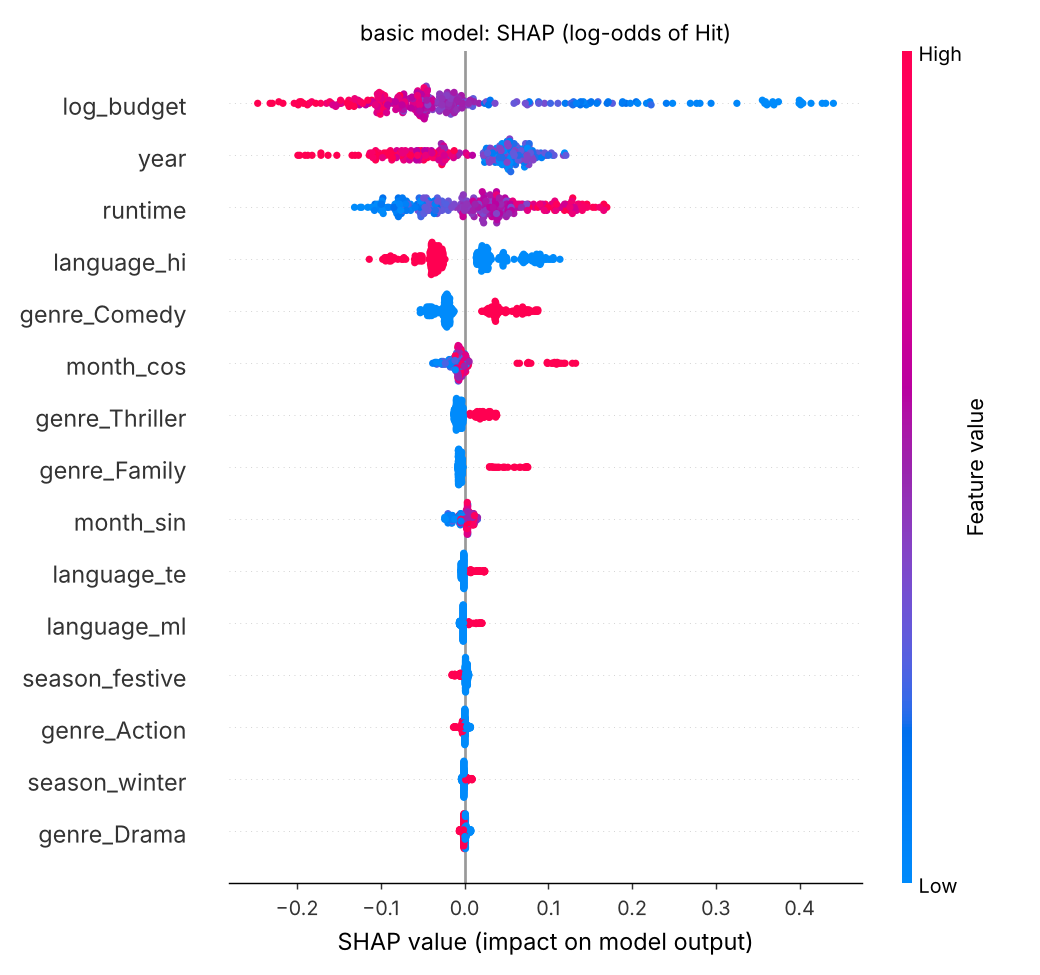 basic model: SHAP (log-odds of Hit)
High
log_budget
year
runtime
language_hi
genre_Comedy
month_cos
genre_Thriller
genre_Family
month_sin
language_te
language_ml
season_festive
genre_Action
season_winter
genre_Drama
Feature value
Low
−0.2 −0.1 0.0 0.1 0.2 0.3 0.4
SHAP value (impact on model output)